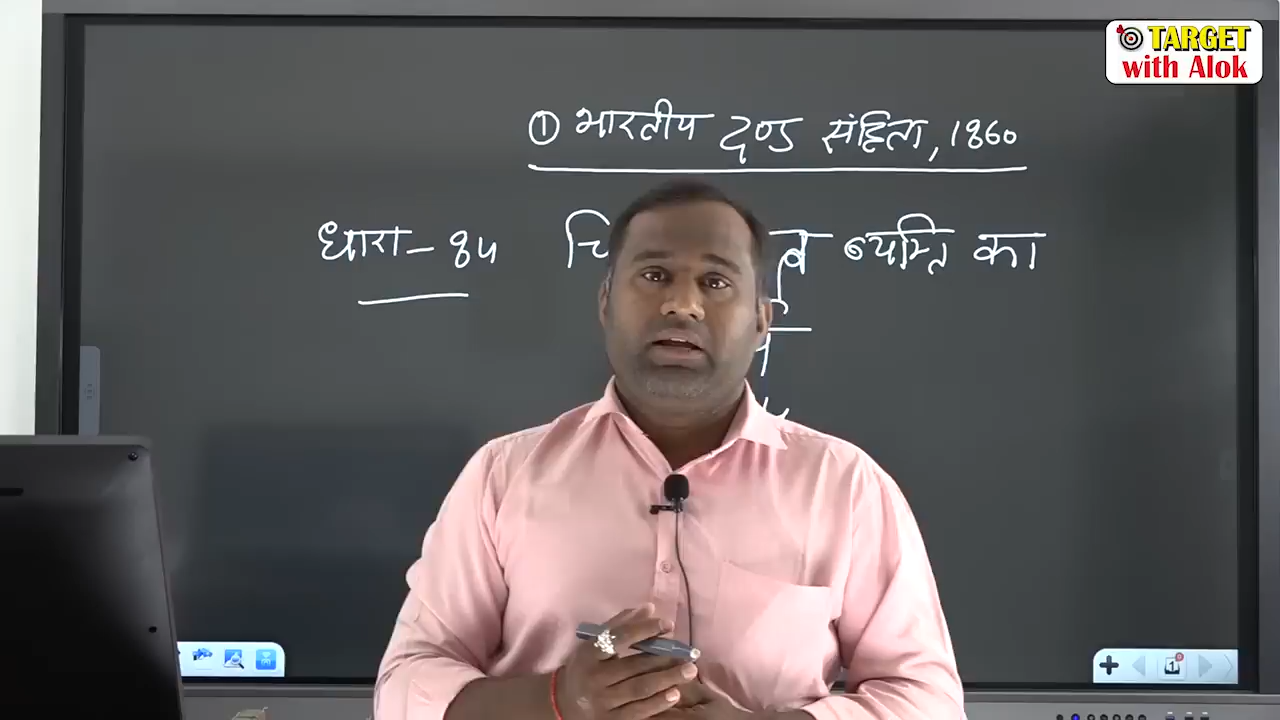 TARGET
with Alok
① भारतीय दण्ड संहिता, 1860
धारा - 84 व्यक्ति का